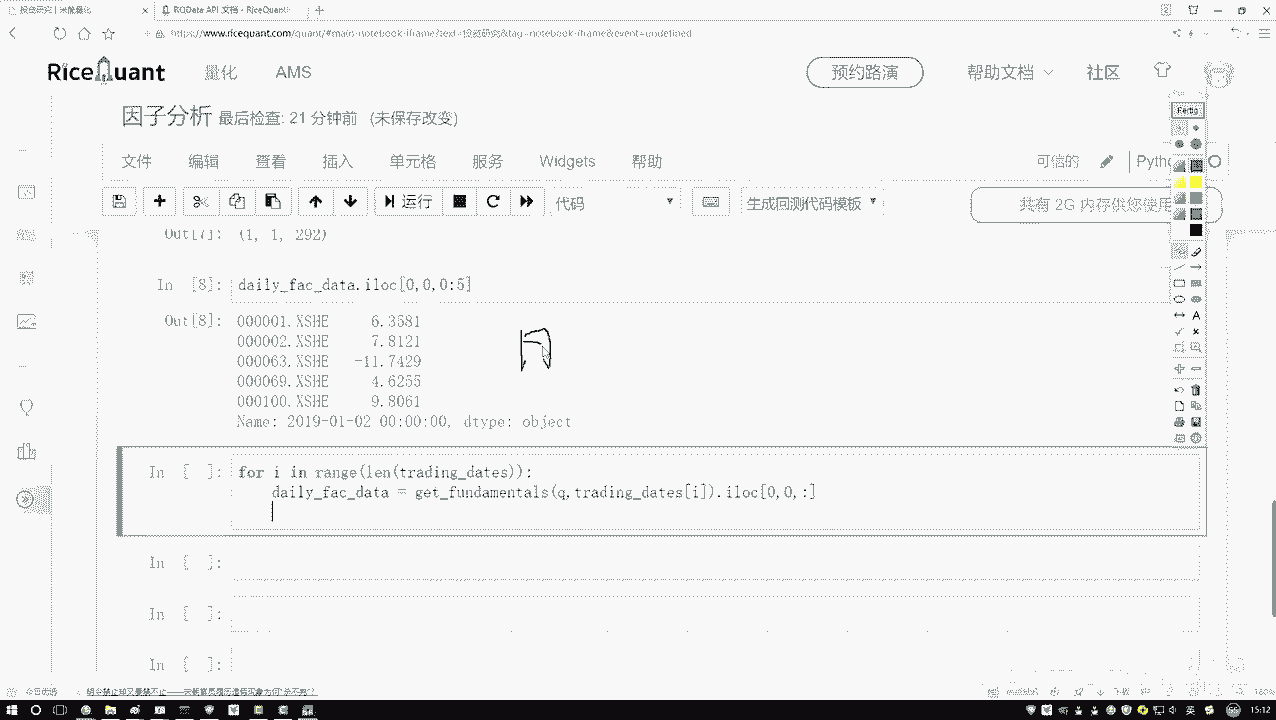 投资研究 | 米筐量化
RQData API 文档 - RiceQuant
https://www.ricequant.com/quant/#main-notebook-iframe?text=投资研究&tag=notebook-iframe&event=undefined
RiceQuant 量化 AMS 预约路演 帮助文档 社区
因子分析 最后检查: 21 分钟前 (未保存改变)
文件 编辑 查看 插入 单元格 服务 Widgets 帮助 可信的
Fertig
运行 代码 生成回测代码模板
共有 2G 内存供您使用
Out[7]: (1, 1, 292)
In [8]: daily_fac_data.iloc[0,0,0:5]
Out[8]: 000001.XSHE 6.3581
000002.XSHE 7.8121
000063.XSHE -11.7429
000069.XSHE 4.6255
000100.XSHE 9.8061
Name: 2019-01-02 00:00:00, dtype: object
In [ ]: for i in range(len(trading_dates)):
daily_fac_data = get_fundamentals(q,trading_dates[i]).iloc[0,0,:]
In [ ]:
In [ ]:
In [ ]:
15:12